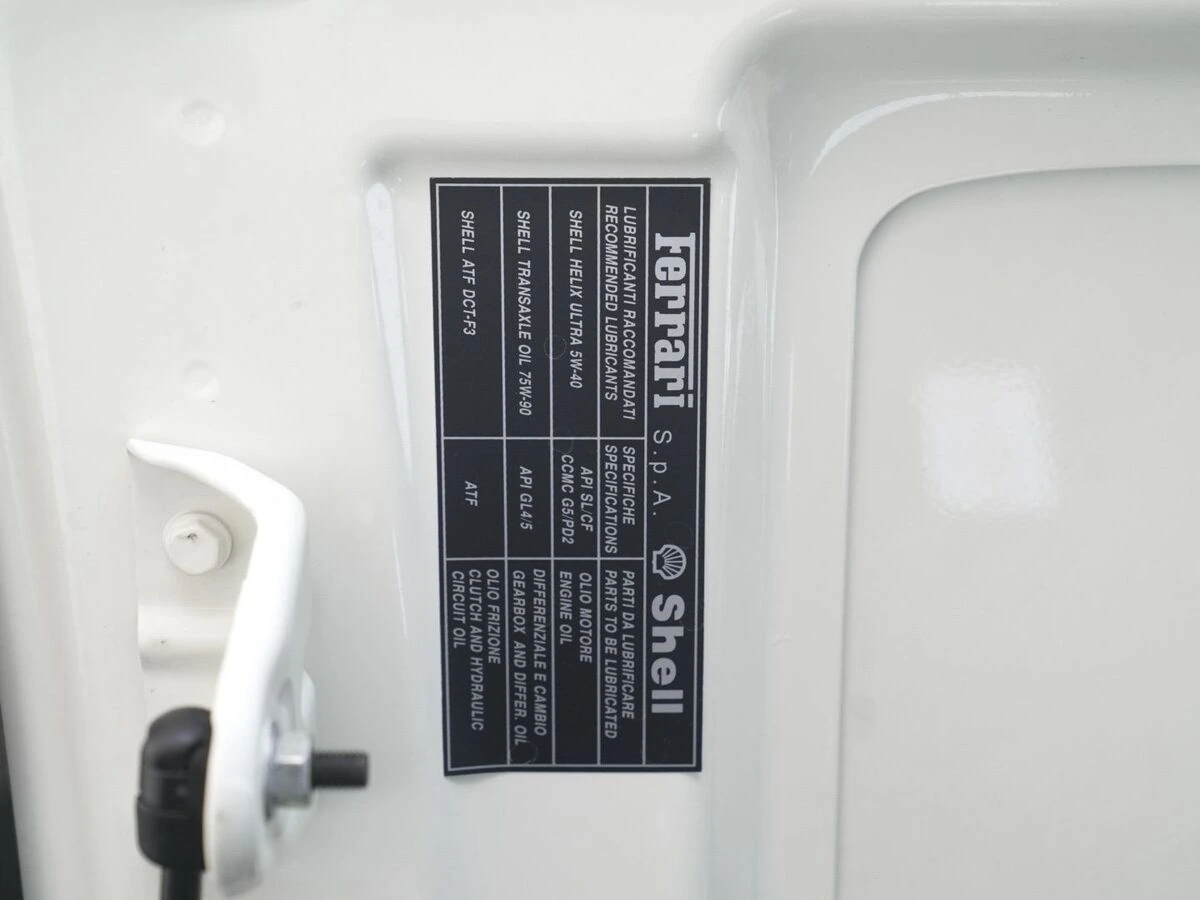 Ferrari S.p.A. Shell
LUBRIFICANTI RACCOMANDATI
RECOMMENDED LUBRICANTS
SPECIFICHE
SPECIFICATIONS
PARTI DA LUBRIFICARE
PARTS TO BE LUBRICATED
SHELL HELIX ULTRA 5W-40
API SL/CF
CCMC G5/PD2
OLIO MOTORE
ENGINE OIL
SHELL TRANSAXLE OIL 75W-90
API GL4/5
DIFFERENZIALE E CAMBIO
GEARBOX AND DIFFER. OIL
SHELL ATF DCT-F3
ATF
OLIO FRIZIONE
CLUTCH AND HYDRAULIC
CIRCUIT OIL